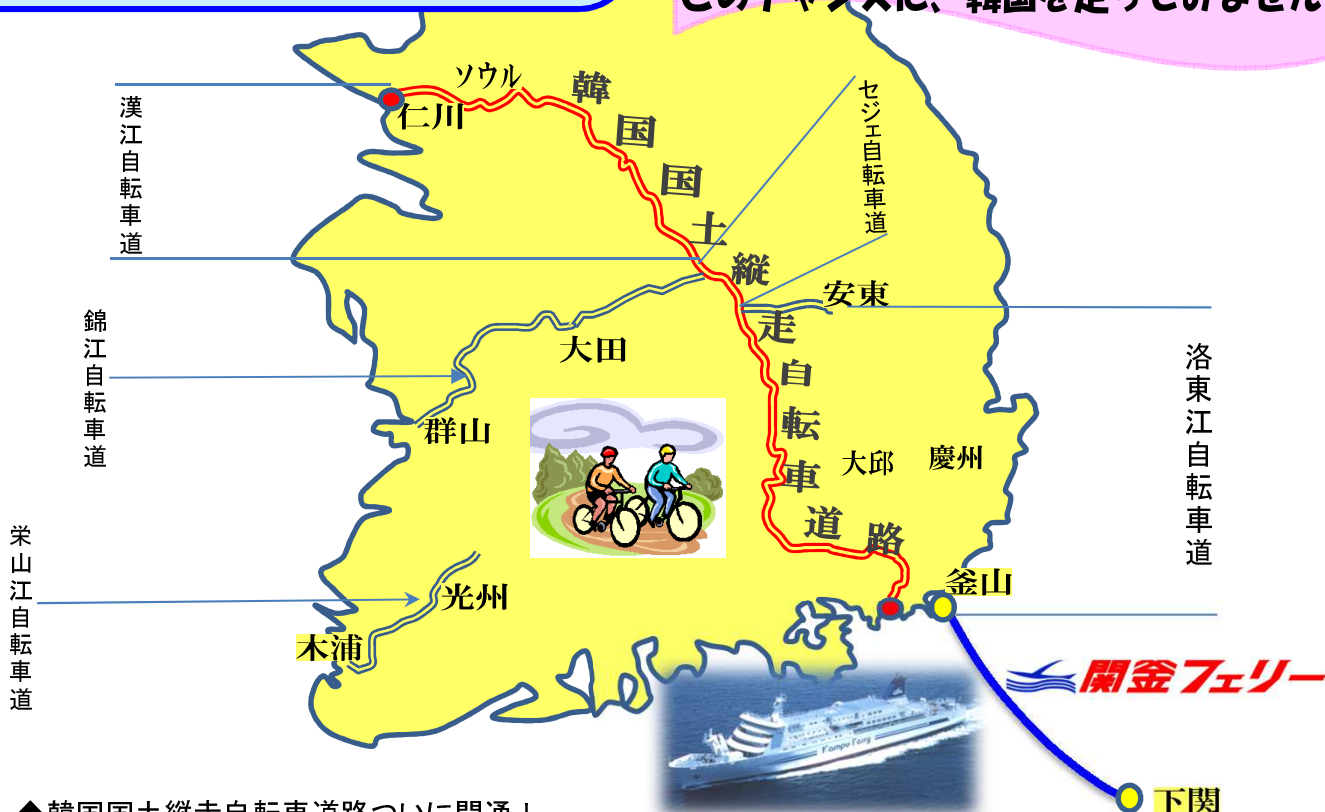 このチャンスに、韓国を走ってみません
ソウル
仁川
韓国国土縦走自転車道路
漢江自転車道
セジェ自転車道
安東
錦江自転車道
大田
群山
洛東江自転車道
大邱
慶州
栄山江自転車道
光州
木浦
釜山
関釜フェリー
Kampu Ferry
下関
◆韓国国土縦走自転車道路ついに開通！